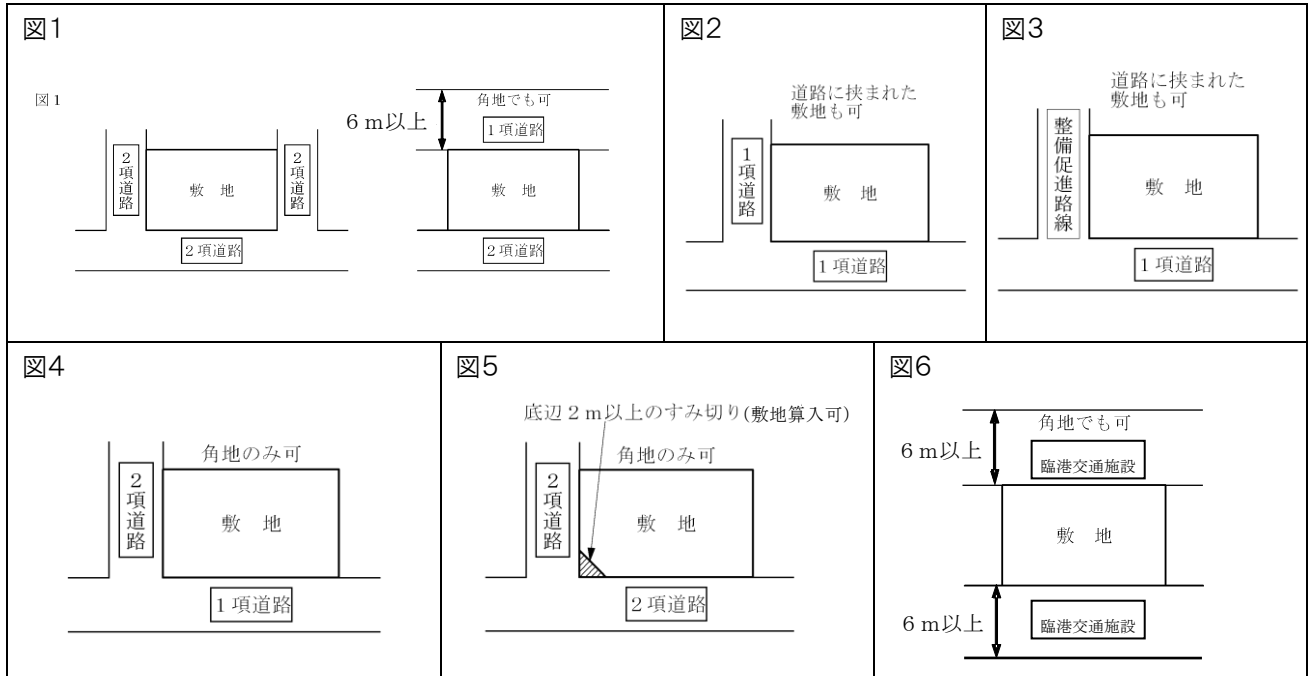 図1
図１
２項道路
敷　地
２項道路
２項道路
６ｍ以上
角地でも可
１項道路
敷　地
２項道路
図2
道路に挟まれた
敷地も可
１項道路
敷　地
１項道路
図3
道路に挟まれた
敷地も可
整備促進路線
敷　地
１項道路
図4
角地のみ可
２項道路
敷　地
１項道路
図5
底辺２ｍ以上のすみ切り(敷地算入可)
角地のみ可
２項道路
敷　地
２項道路
図6
角地でも可
６ｍ以上
臨港交通施設
敷　地
６ｍ以上
臨港交通施設